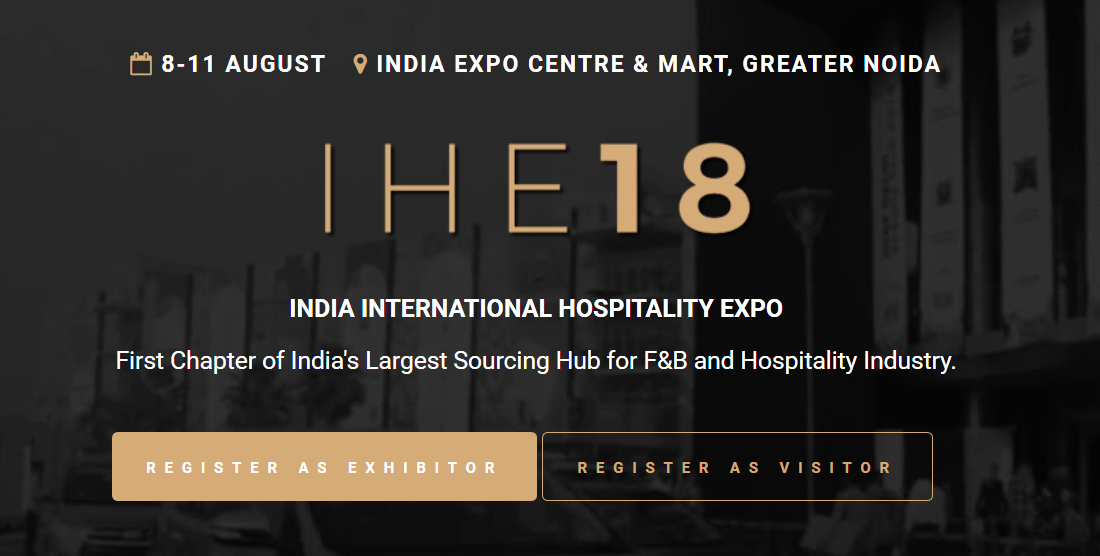 8-11 AUGUST INDIA EXPO CENTRE & MART, GREATER NOIDA
IHE18
INDIA INTERNATIONAL HOSPITALITY EXPO
First Chapter of India's Largest Sourcing Hub for F&B and Hospitality Industry.
REGISTER AS EXHIBITOR REGISTER AS VISITOR